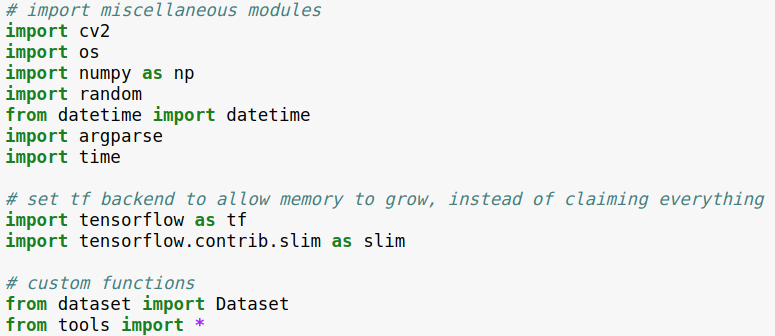 # import miscellaneous modules
import cv2
import os
import numpy as np
import random
from datetime import datetime
import argparse
import time
# set tf backend to allow memory to grow, instead of claiming everything
import tensorflow as tf
import tensorflow.contrib.slim as slim
# custom functions
from dataset import Dataset
from tools import *